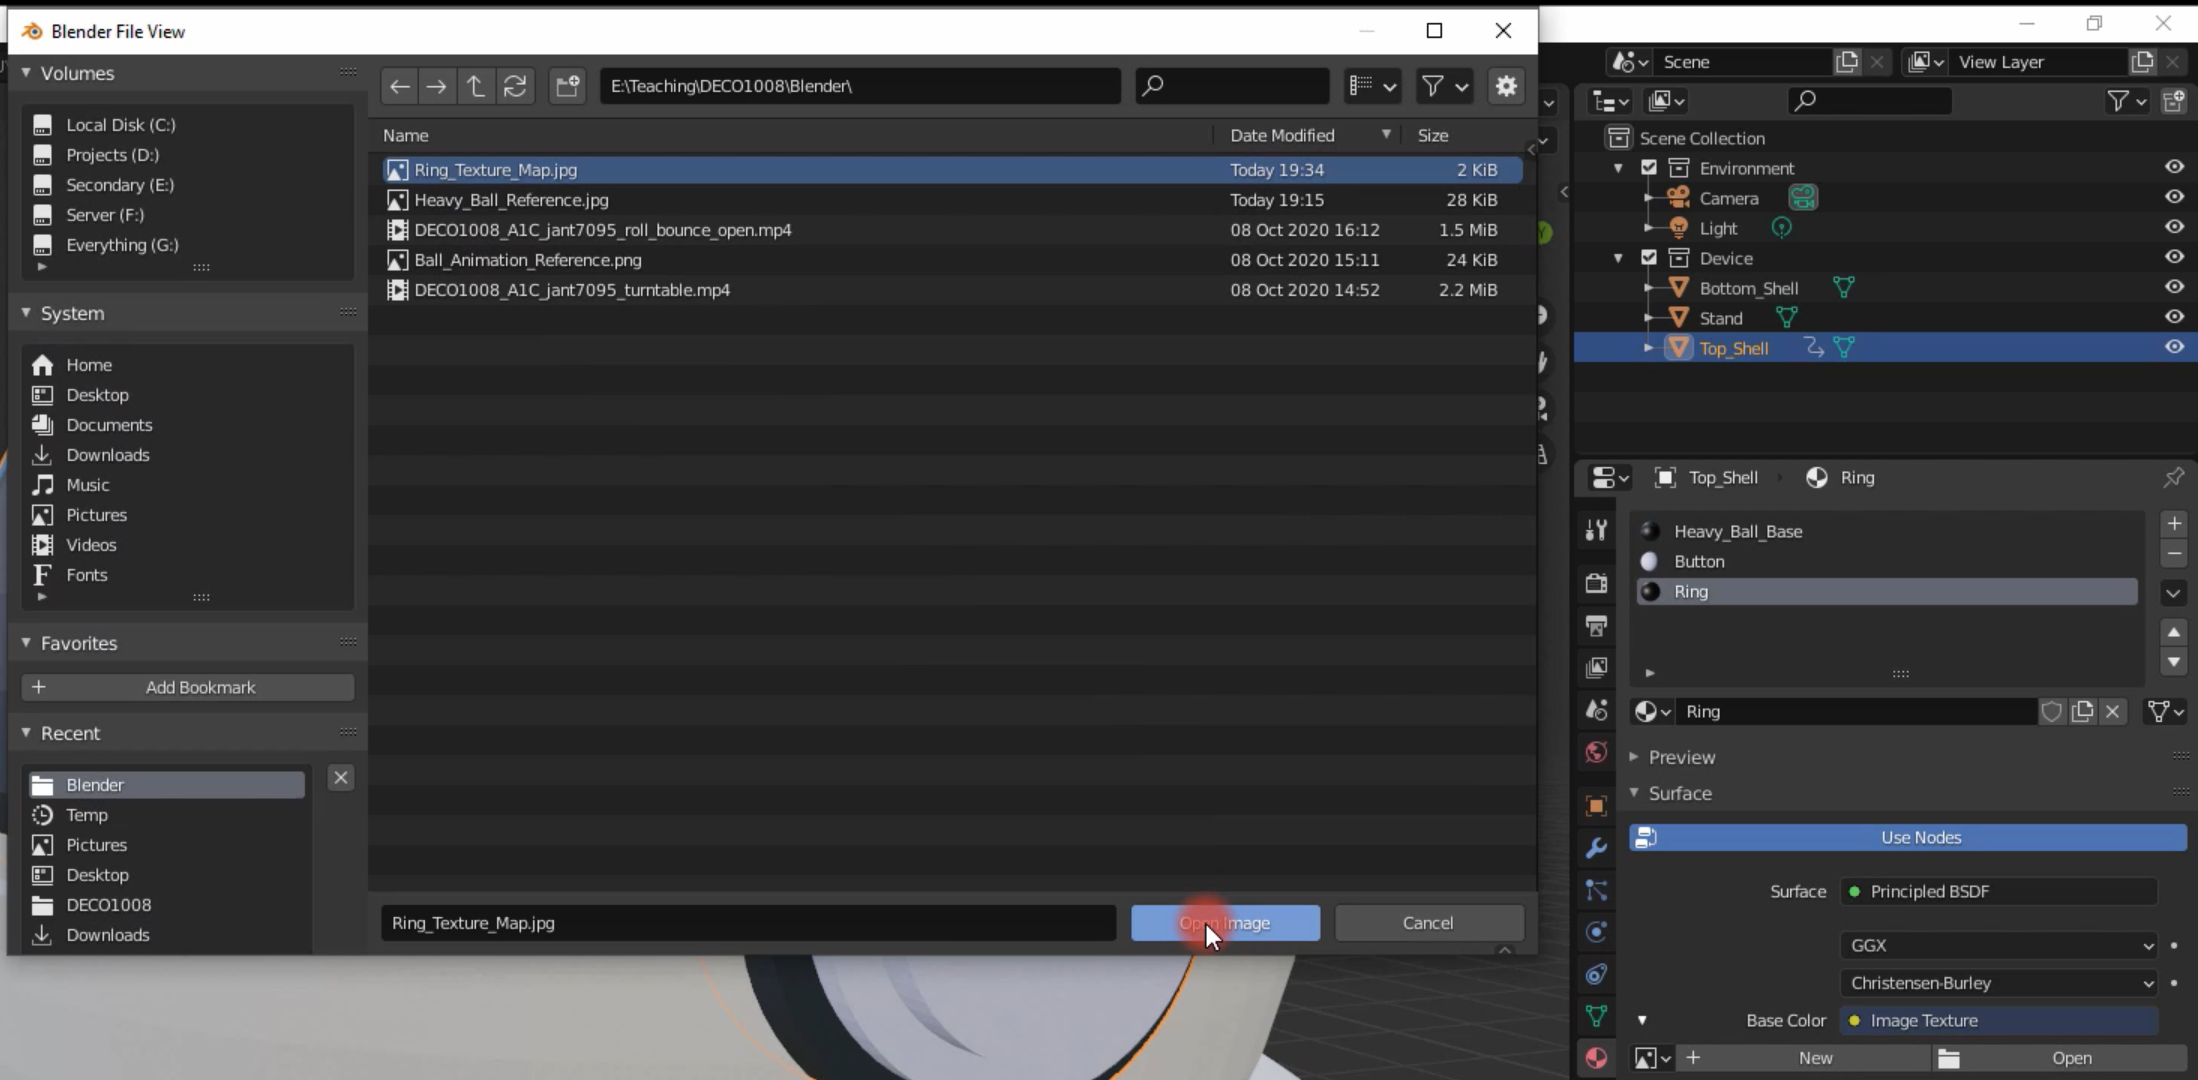 Blender File View
Volumes
Local Disk (C:)
Projects (D:)
Secondary (E:)
Server (F:)
Everything (G:)
System
Home
Desktop
Documents
Downloads
Music
Pictures
Videos
Fonts
Favorites
Add Bookmark
Recent
Blender
Temp
Pictures
Desktop
DECO1008
Downloads
E:\Teaching\DECO1008\Blender\
Name Date Modified Size
Ring_Texture_Map.jpg Today 19:34 2 KiB
Heavy_Ball_Reference.jpg Today 19:15 28 KiB
DECO1008_A1C_jant7095_roll_bounce_open.mp4 08 Oct 2020 16:12 1.5 MiB
Ball_Animation_Reference.png 08 Oct 2020 15:11 24 KiB
DECO1008_A1C_jant7095_turntable.mp4 08 Oct 2020 14:52 2.2 MiB
Ring_Texture_Map.jpg Open Image Cancel
Scene View Layer
Scene Collection
Environment
Camera
Light
Device
Bottom_Shell
Stand
Top_Shell
Top_Shell Ring
Heavy_Ball_Base
Button
Ring
Ring
Preview
Surface
Use Nodes
Surface Principled BSDF
GGX
Christensen-Burley
Base Color Image Texture
New Open